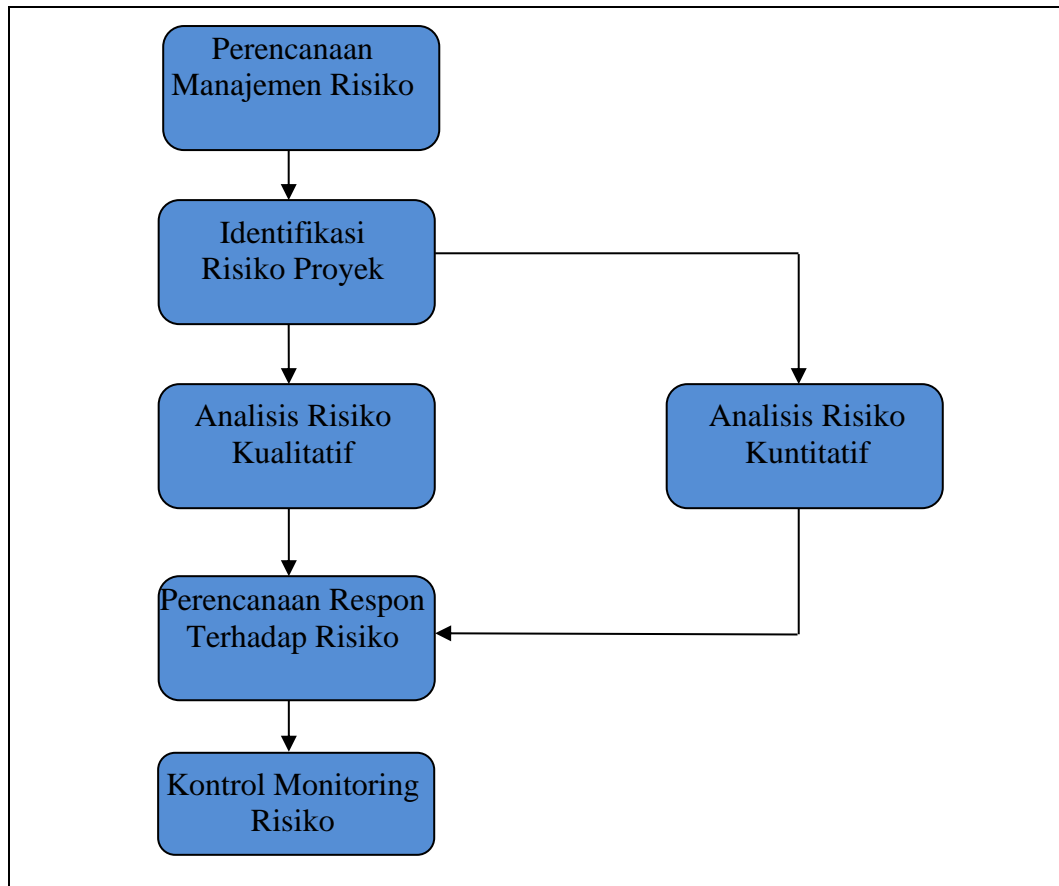 Perencanaan
Manajemen Risiko
Identifikasi
Risiko Proyek
Analisis Risiko
Kualitatif
Analisis Risiko
Kuntitatif
Perencanaan Respon
Terhadap Risiko
Kontrol Monitoring
Risiko